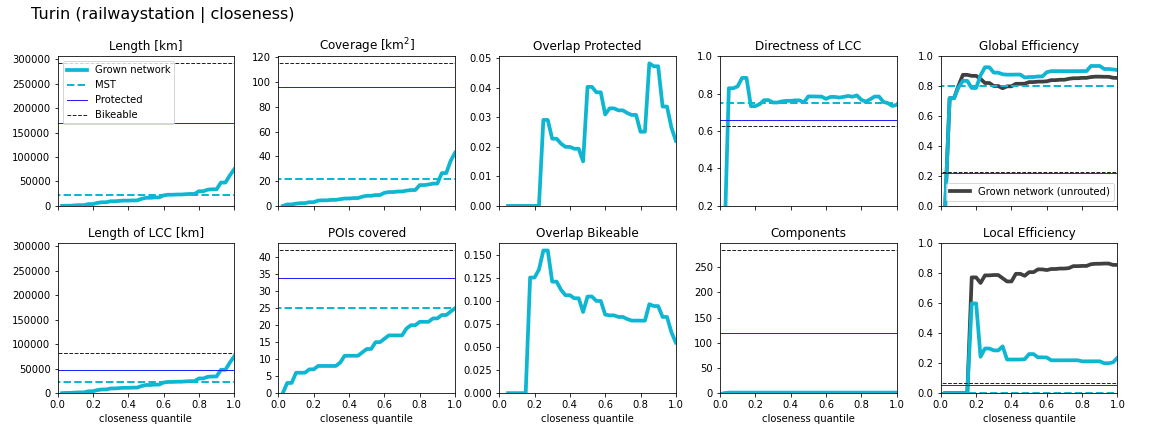 Turin (railwaystation | closeness)
Length [km]
300000
250000
200000
150000
100000
50000
0
Grown network
MST
Protected
Bikeable
Coverage [km²]
120
100
80
60
40
20
0
Overlap Protected
0.05
0.04
0.03
0.02
0.01
0.00
Directness of LCC
1.0
0.8
0.6
0.4
0.2
Global Efficiency
1.0
0.8
0.6
0.4
0.2
0.0
Grown network (unrouted)
Length of LCC [km]
300000
250000
200000
150000
100000
50000
0
0.0 0.2 0.4 0.6 0.8 1.0
closeness quantile
POIs covered
40
35
30
25
20
15
10
5
0
0.0 0.2 0.4 0.6 0.8 1.0
closeness quantile
Overlap Bikeable
0.150
0.125
0.100
0.075
0.050
0.025
0.000
0.0 0.2 0.4 0.6 0.8 1.0
closeness quantile
Components
250
200
150
100
50
0
0.0 0.2 0.4 0.6 0.8 1.0
closeness quantile
Local Efficiency
1.0
0.8
0.6
0.4
0.2
0.0
0.0 0.2 0.4 0.6 0.8 1.0
closeness quantile